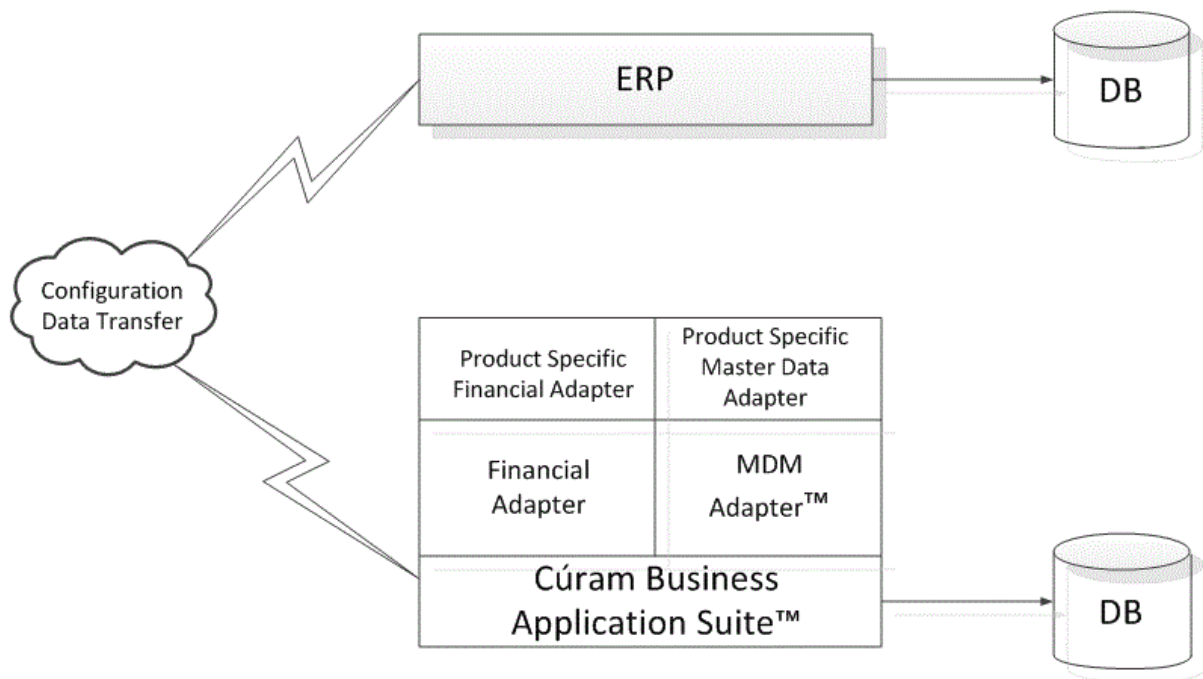 ERP
DB
Configuration
Data Transfer
Product Specific
Financial Adapter
Product Specific
Master Data
Adapter
Financial
Adapter
MDM
Adapter™
Cúram Business
Application Suite™
DB